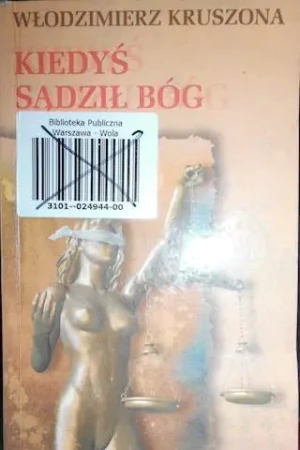 WŁODZIMIERZ KRUSZONA
KIEDYŚ
SĄDZIŁ BÓG
Biblioteka Publiczna
Warszawa - Wola
3101--024944-00